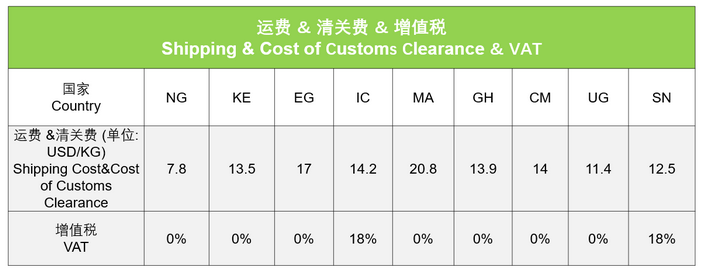 运费 & 清关费 & 增值税
Shipping & Cost of Customs Clearance & VAT
国家
Country
NG KE EG IC MA GH CM UG SN
运费 &清关费 (单位:
USD/KG)
Shipping Cost&Cost
of Customs
Clearance
7.8 13.5 17 14.2 20.8 13.9 14 11.4 12.5
增值税
VAT
0% 0% 0% 18% 0% 0% 0% 0% 18%